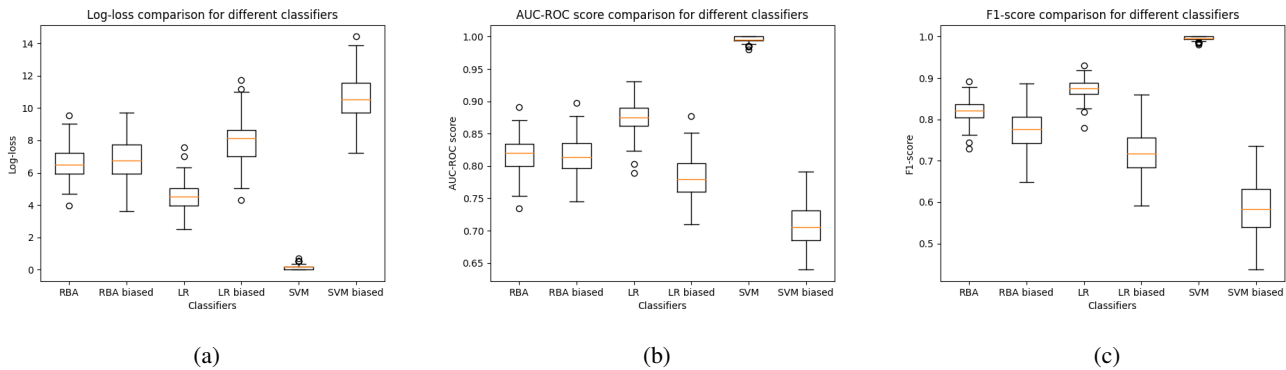 Log-loss comparison for different classifiers
14
12
10
8
6
4
2
0
Log-loss
RBA RBA biased LR LR biased SVM SVM biased
Classifiers
(a)
AUC-ROC score comparison for different classifiers
1.00
0.95
0.90
0.85
0.80
0.75
0.70
0.65
AUC-ROC score
RBA RBA biased LR LR biased SVM SVM biased
Classifiers
(b)
F1-score comparison for different classifiers
1.0
0.9
0.8
0.7
0.6
0.5
F1-score
RBA RBA biased LR LR biased SVM SVM biased
Classifiers
(c)